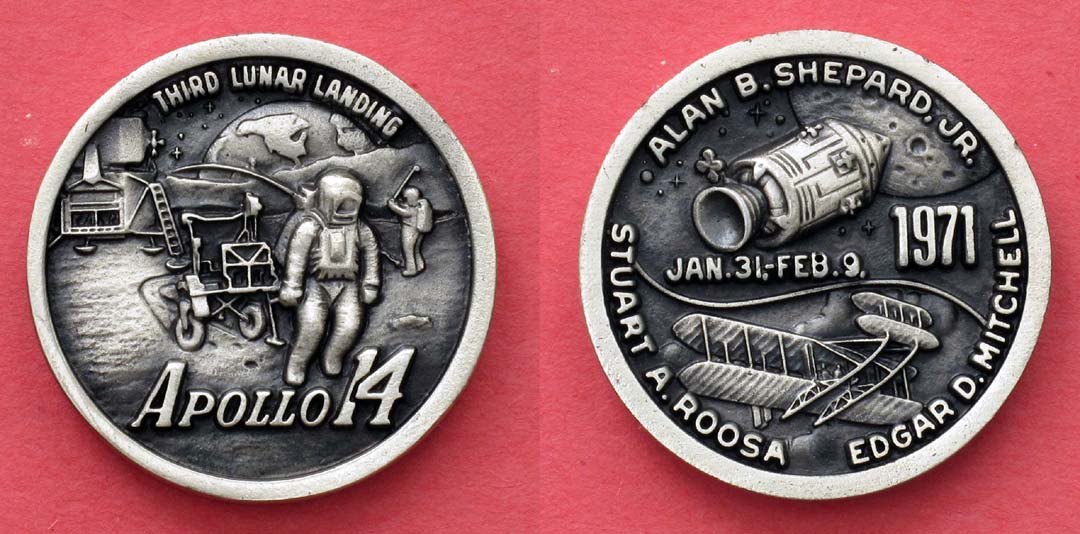 THIRD LUNAR LANDING
APOLLO 14
ALAN B. SHEPARD, JR.
1971
JAN. 31,-FEB. 9,
STUART A. ROOSA
EDGAR D. MITCHELL